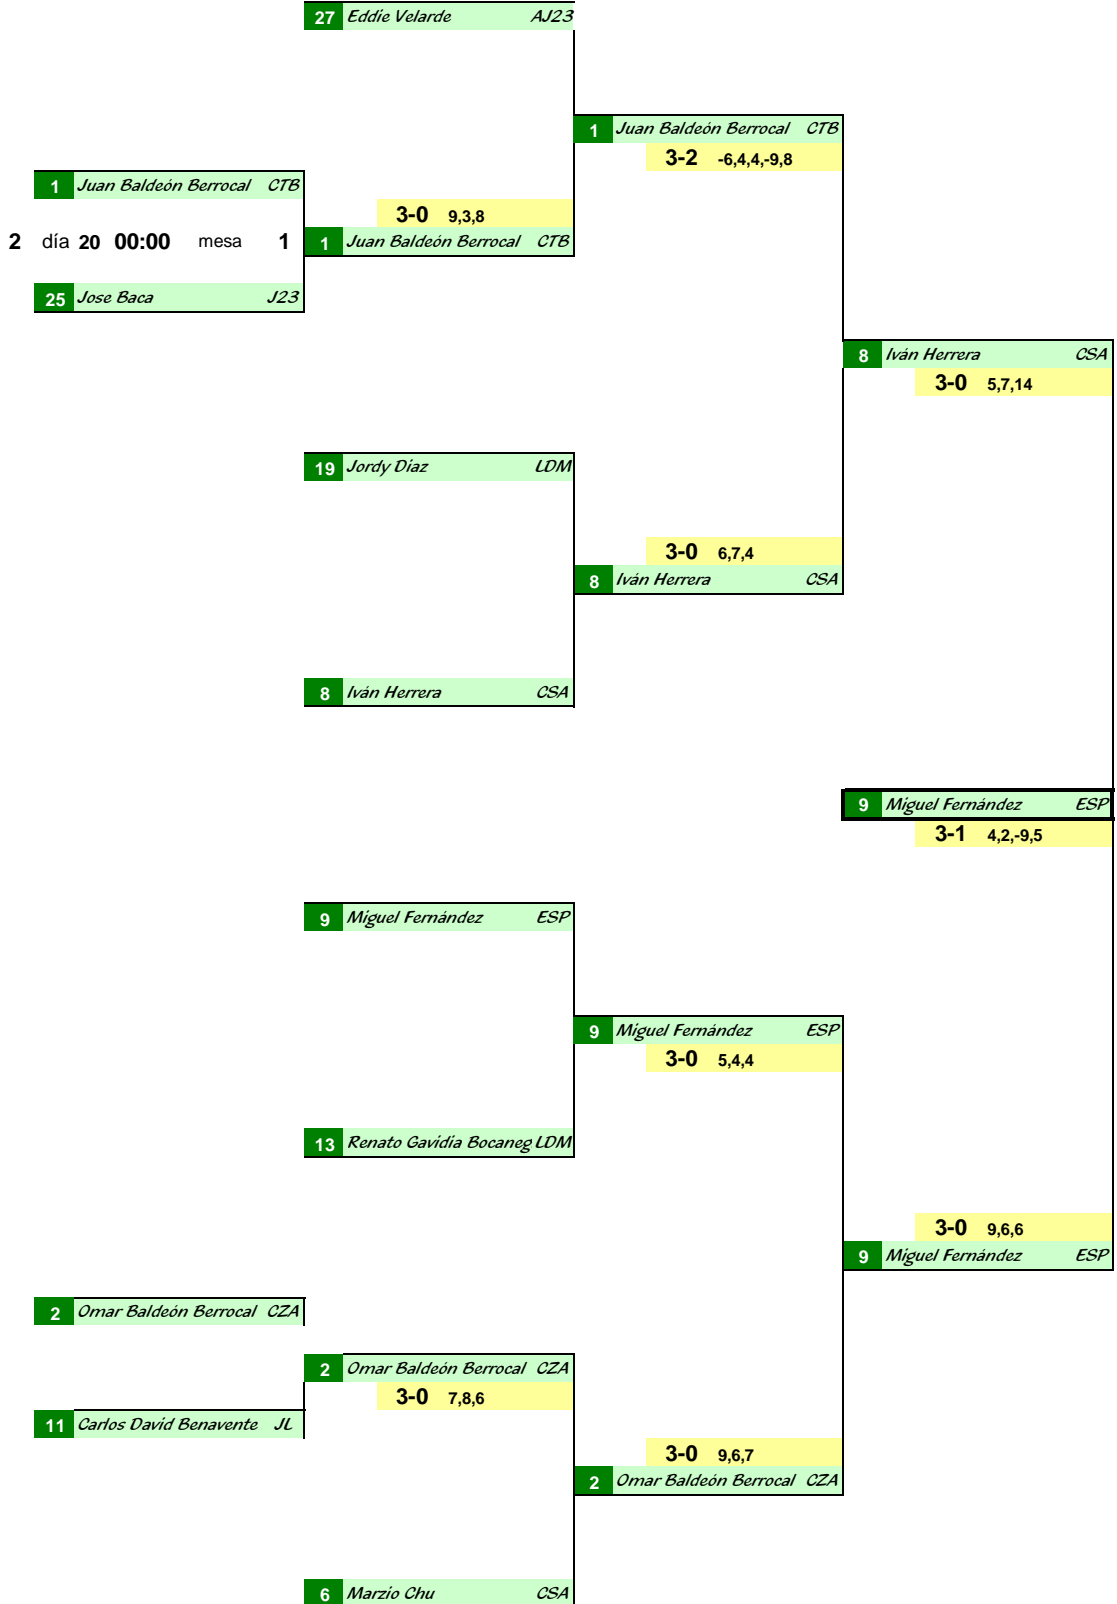 27 Eddie Velarde AJ23
1 Juan Baldeón Berrocal CTB
3-2 -6,4,4,-9,8
1 Juan Baldeón Berrocal CTB
3-0 9,3,8
2 día 20 00:00 mesa 1
1 Juan Baldeón Berrocal CTB
25 Jose Baca J23
8 Iván Herrera CSA
3-0 5,7,14
19 Jordy Díaz LDM
3-0 6,7,4
8 Iván Herrera CSA
8 Iván Herrera CSA
9 Miguel Fernández ESP
3-1 4,2,-9,5
9 Miguel Fernández ESP
9 Miguel Fernández ESP
3-0 5,4,4
13 Renato Gavidia Bocaneg LDM
3-0 9,6,6
9 Miguel Fernández ESP
2 Omar Baldeón Berrocal CZA
2 Omar Baldeón Berrocal CZA
3-0 7,8,6
11 Carlos David Benavente JL
3-0 9,6,7
2 Omar Baldeón Berrocal CZA
6 Marzio Chu CSA